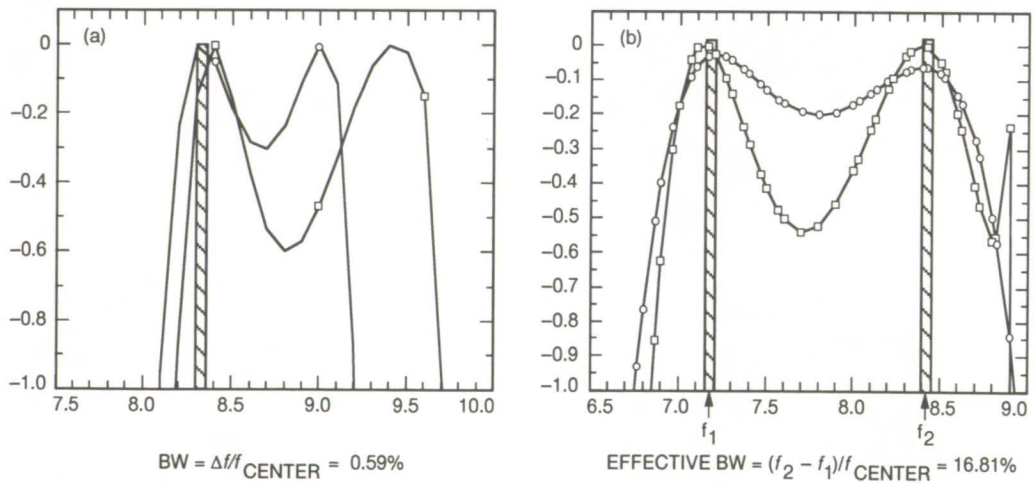 (a)
0
−0.2
−0.4
−0.6
−0.8
−1.0
7.5 8.0 8.5 9.0 9.5 10.0
BW = Δf/f CENTER = 0.59%
(b)
0
−0.1
−0.2
−0.3
−0.4
−0.5
−0.6
−0.7
−0.8
−0.9
−1.0
6.5 7.0 7.5 8.0 8.5 9.0
f1 f2
EFFECTIVE BW = (f2 − f1)/f CENTER = 16.81%